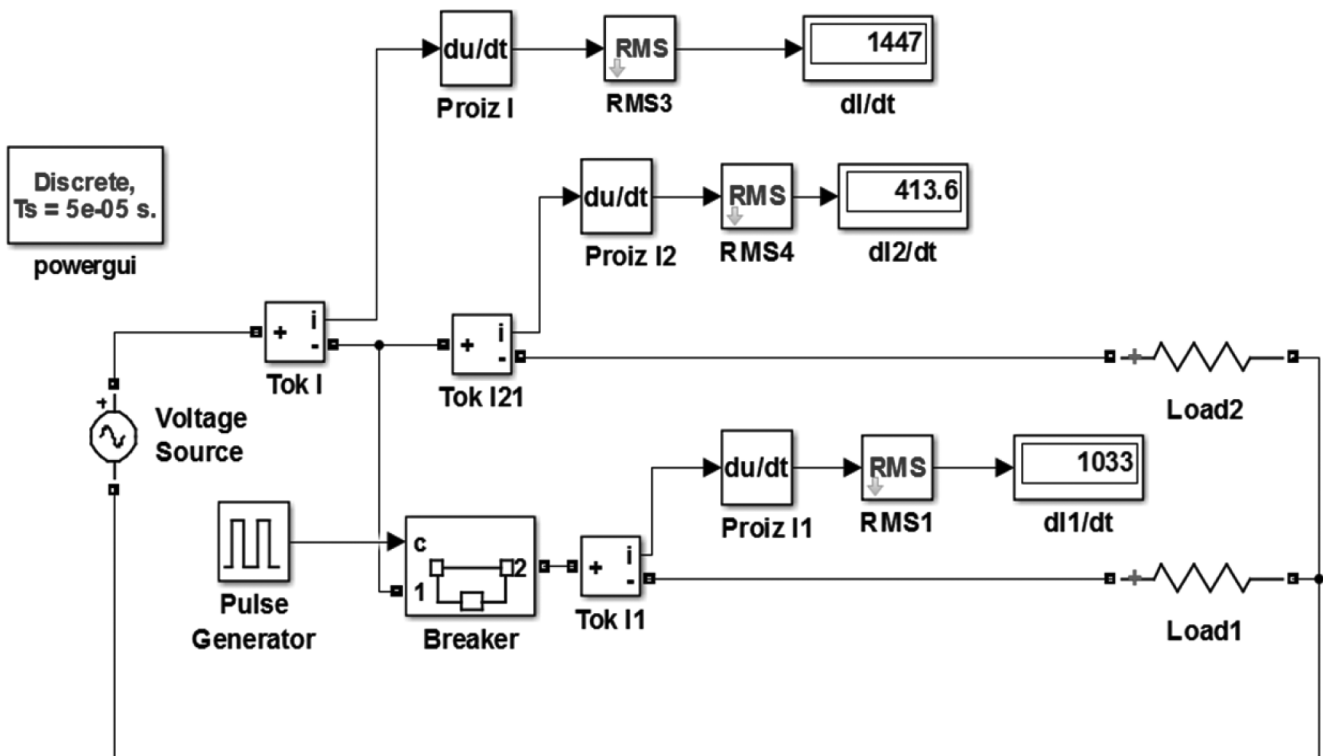 du/dt
Proiz I
RMS
RMS3
1447
dI/dt
Discrete,
Ts = 5e-05 s.
powergui
du/dt
Proiz I2
RMS
RMS4
413.6
dI2/dt
+
i
-
Tok I
+
i
-
Tok I21
+
Load2
+
Voltage
Source
du/dt
Proiz I1
RMS
RMS1
1033
dI1/dt
Pulse
Generator
c
1
2
Breaker
+
i
-
Tok I1
+
Load1